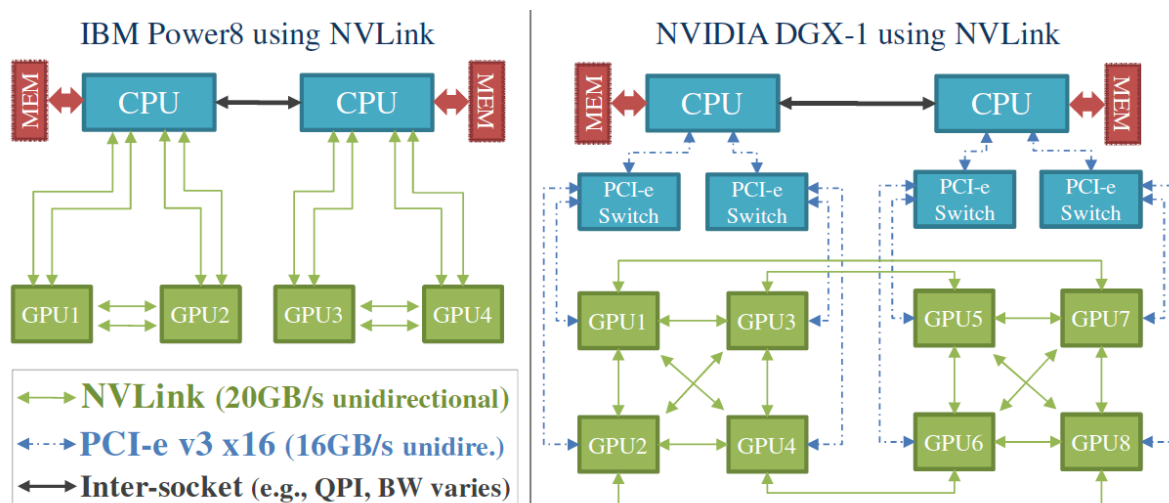 IBM Power8 using NVLink
MEM
CPU
CPU
MEM
GPU1
GPU2
GPU3
GPU4
NVLink (20GB/s unidirectional)
PCI-e v3 x16 (16GB/s unidire.)
Inter-socket (e.g., QPI, BW varies)
NVIDIA DGX-1 using NVLink
MEM
CPU
CPU
MEM
PCI-e
Switch
PCI-e
Switch
PCI-e
Switch
PCI-e
Switch
GPU1
GPU3
GPU5
GPU7
GPU2
GPU4
GPU6
GPU8